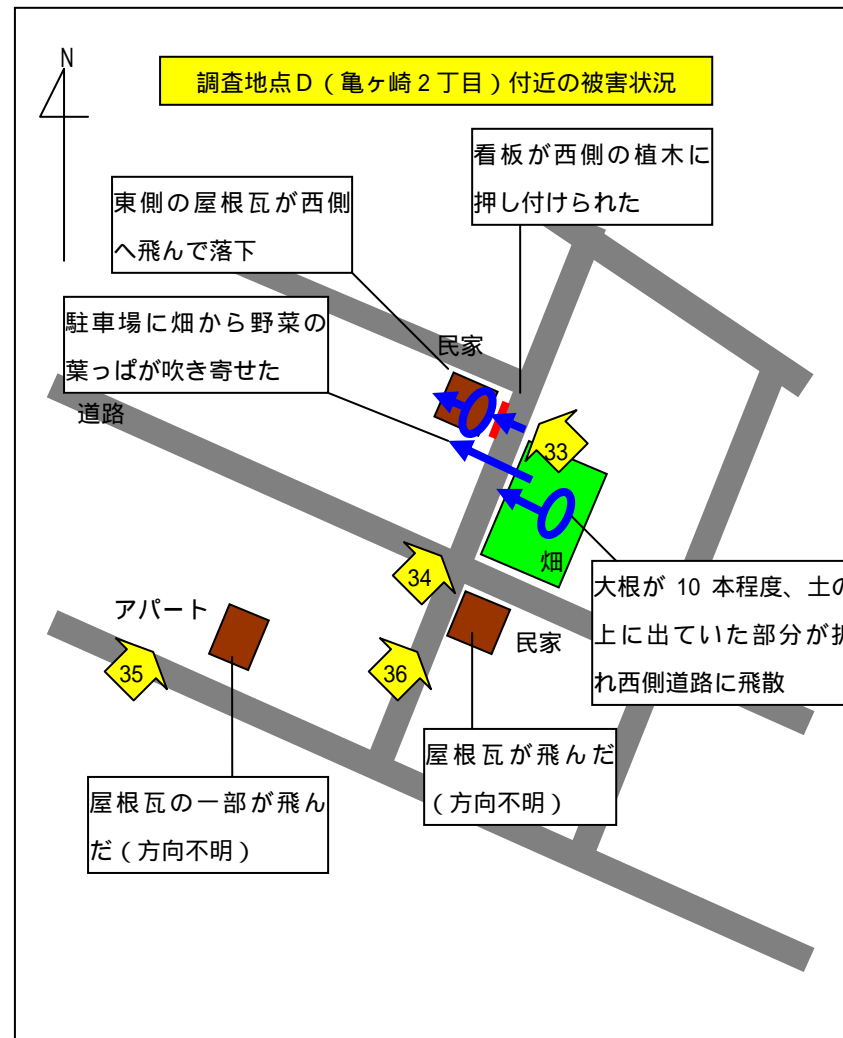 N
調査地点D（亀ヶ崎2丁目）付近の被害状況
看板が西側の植木に
押し付けられた
東側の屋根瓦が西側
へ飛んで落下
駐車場に畑から野菜の
葉っぱが吹き寄せた
民家
道路
33
畑
34
大根が 10 本程度、土の
上に出ていた部分が折
れ西側道路に飛散
アパート
民家
35
36
屋根瓦が飛んだ
（方向不明）
屋根瓦の一部が飛ん
だ（方向不明）